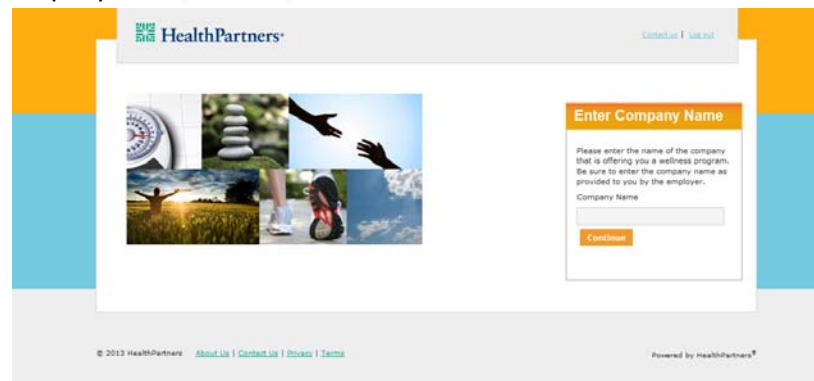 HealthPartners
Contact us | Log out
Enter Company Name
Please enter the name of the company
that is offering you a wellness program.
Be sure to enter the company name as
provided to you by the employer.
Company Name
Continue
© 2013 HealthPartners About Us | Contact Us | Privacy | Terms
Powered by HealthPartners®